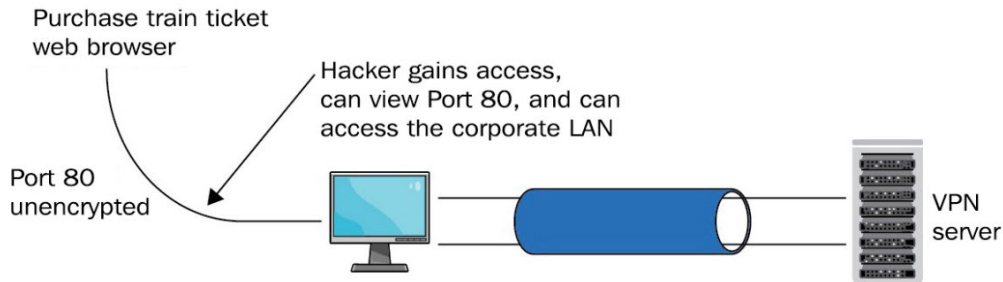 Purchase train ticket
web browser
Hacker gains access,
can view Port 80, and can
access the corporate LAN
Port 80
unencrypted
VPN
server